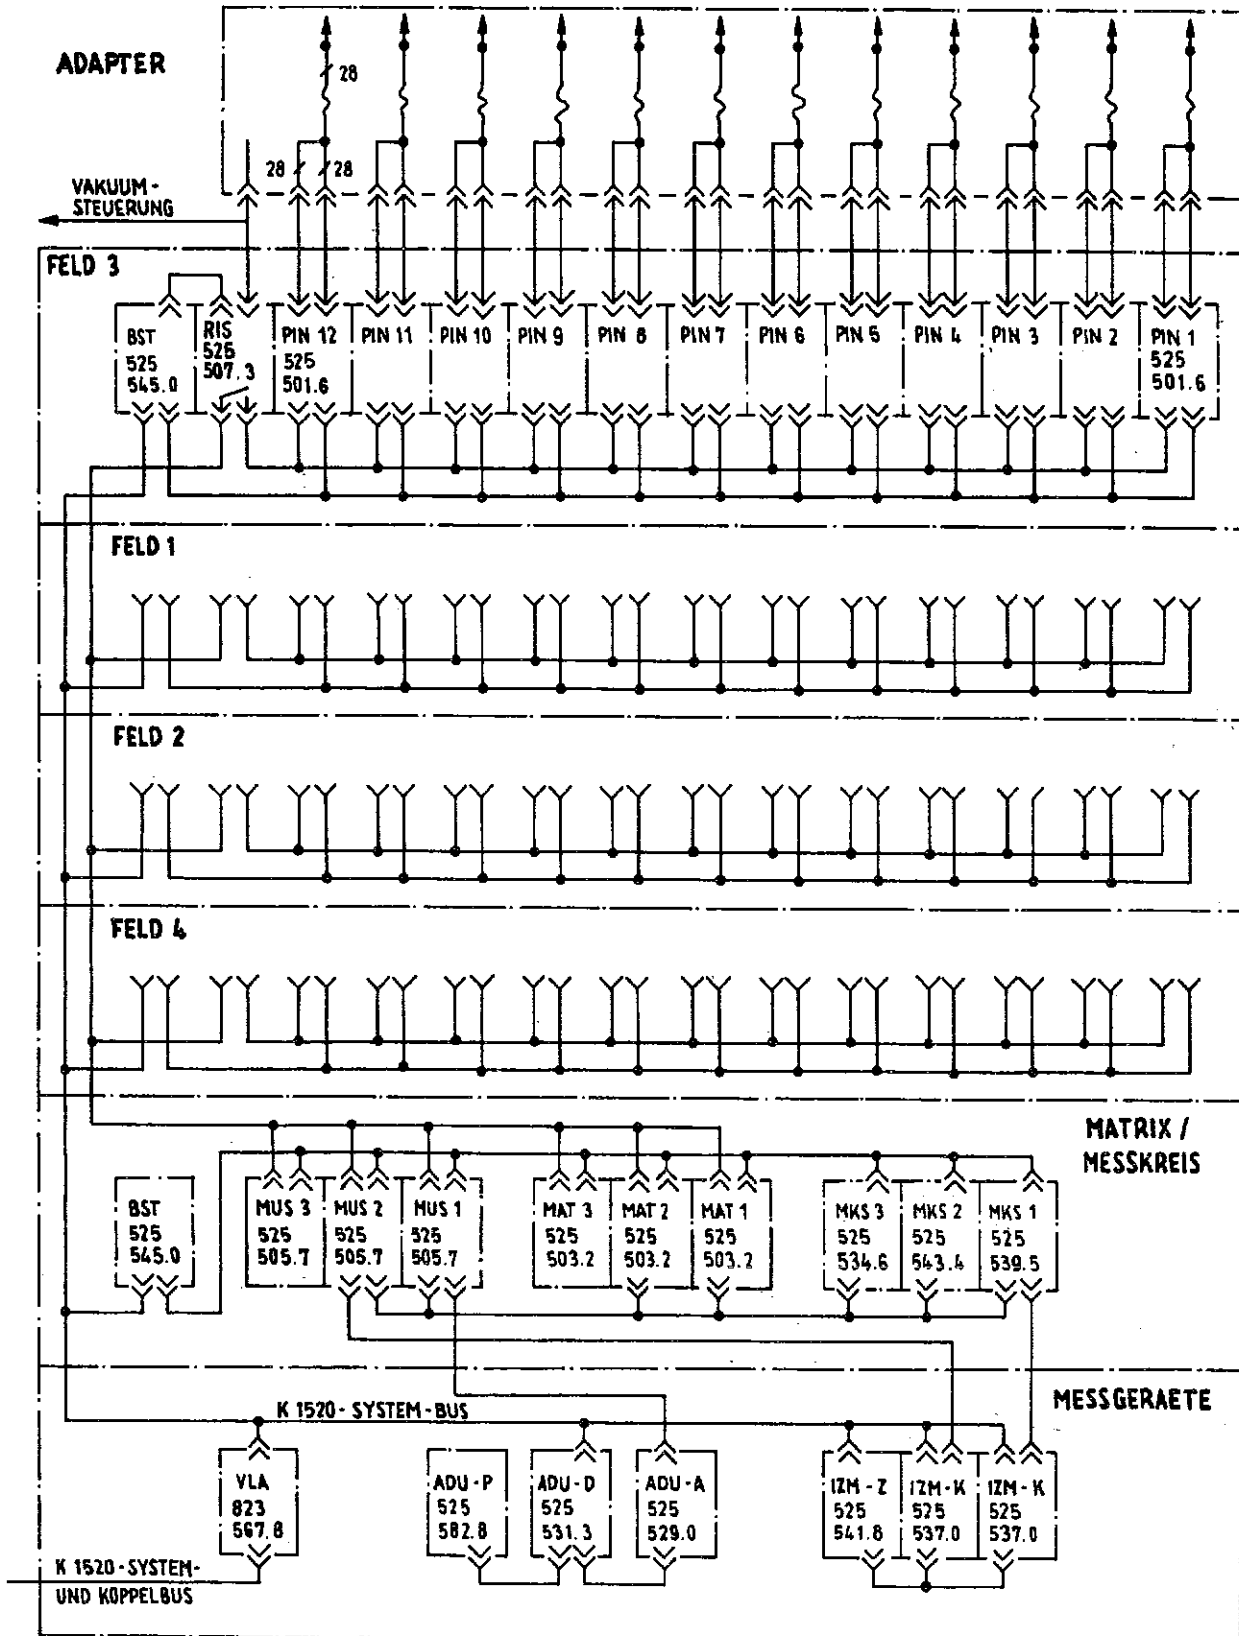 ADAPTER
28
28
28
VAKUUM-
STEUERUNG
FELD 3
BST
525
545.0
RIS
525
507.3
PIN 12
525
501.6
PIN 11
PIN 10
PIN 9
PIN 8
PIN 7
PIN 6
PIN 5
PIN 4
PIN 3
PIN 2
PIN 1
525
501.6
FELD 1
FELD 2
FELD 4
MATRIX /
MESSKREIS
BST
525
545.0
MUS 3
525
505.7
MUS 2
525
505.7
MUS 1
525
505.7
MAT 3
525
503.2
MAT 2
525
503.2
MAT 1
525
503.2
MKS 3
525
534.6
MKS 2
525
543.4
MKS 1
525
539.5
MESSGERAETE
K 1520-SYSTEM-BUS
VLA
823
567.8
ADU-P
525
582.8
ADU-D
525
531.3
ADU-A
525
529.0
IZM-Z
525
541.8
IZM-K
525
537.0
IZM-K
525
537.0
K 1520-SYSTEM-
UND KOPPELBUS